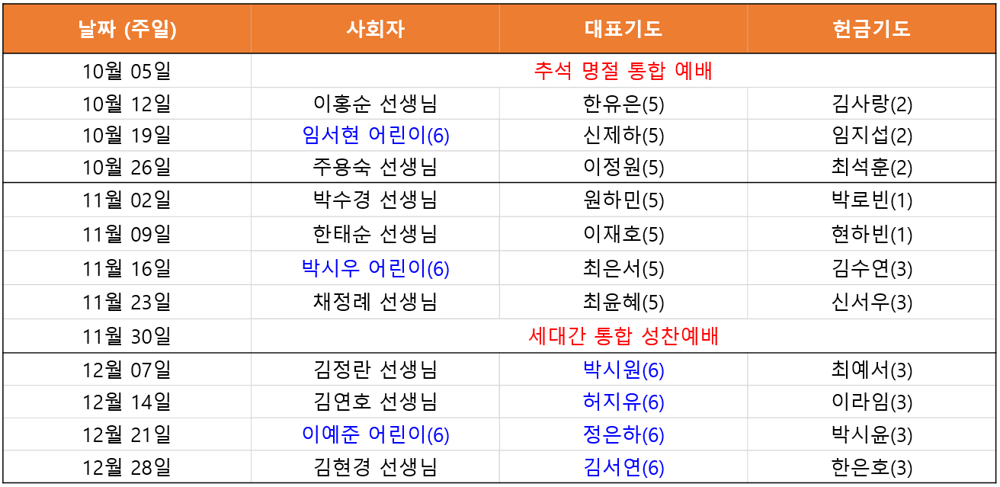 날짜 (주일) 사회자 대표기도 헌금기도
10월 05일 추석 명절 통합 예배
10월 12일 이홍순 선생님 한유은(5) 김사랑(2)
10월 19일 임서현 어린이(6) 신제하(5) 임지섭(2)
10월 26일 주용숙 선생님 이정원(5) 최석훈(2)
11월 02일 박수경 선생님 원하민(5) 박로빈(1)
11월 09일 한태순 선생님 이재호(5) 현하빈(1)
11월 16일 박시우 어린이(6) 최은서(5) 김수연(3)
11월 23일 채정례 선생님 최윤혜(5) 신서우(3)
11월 30일 세대간 통합 성찬예배
12월 07일 김정란 선생님 박시원(6) 최예서(3)
12월 14일 김연호 선생님 허지유(6) 이라임(3)
12월 21일 이예준 어린이(6) 정은하(6) 박시윤(3)
12월 28일 김현경 선생님 김서연(6) 한은호(3)